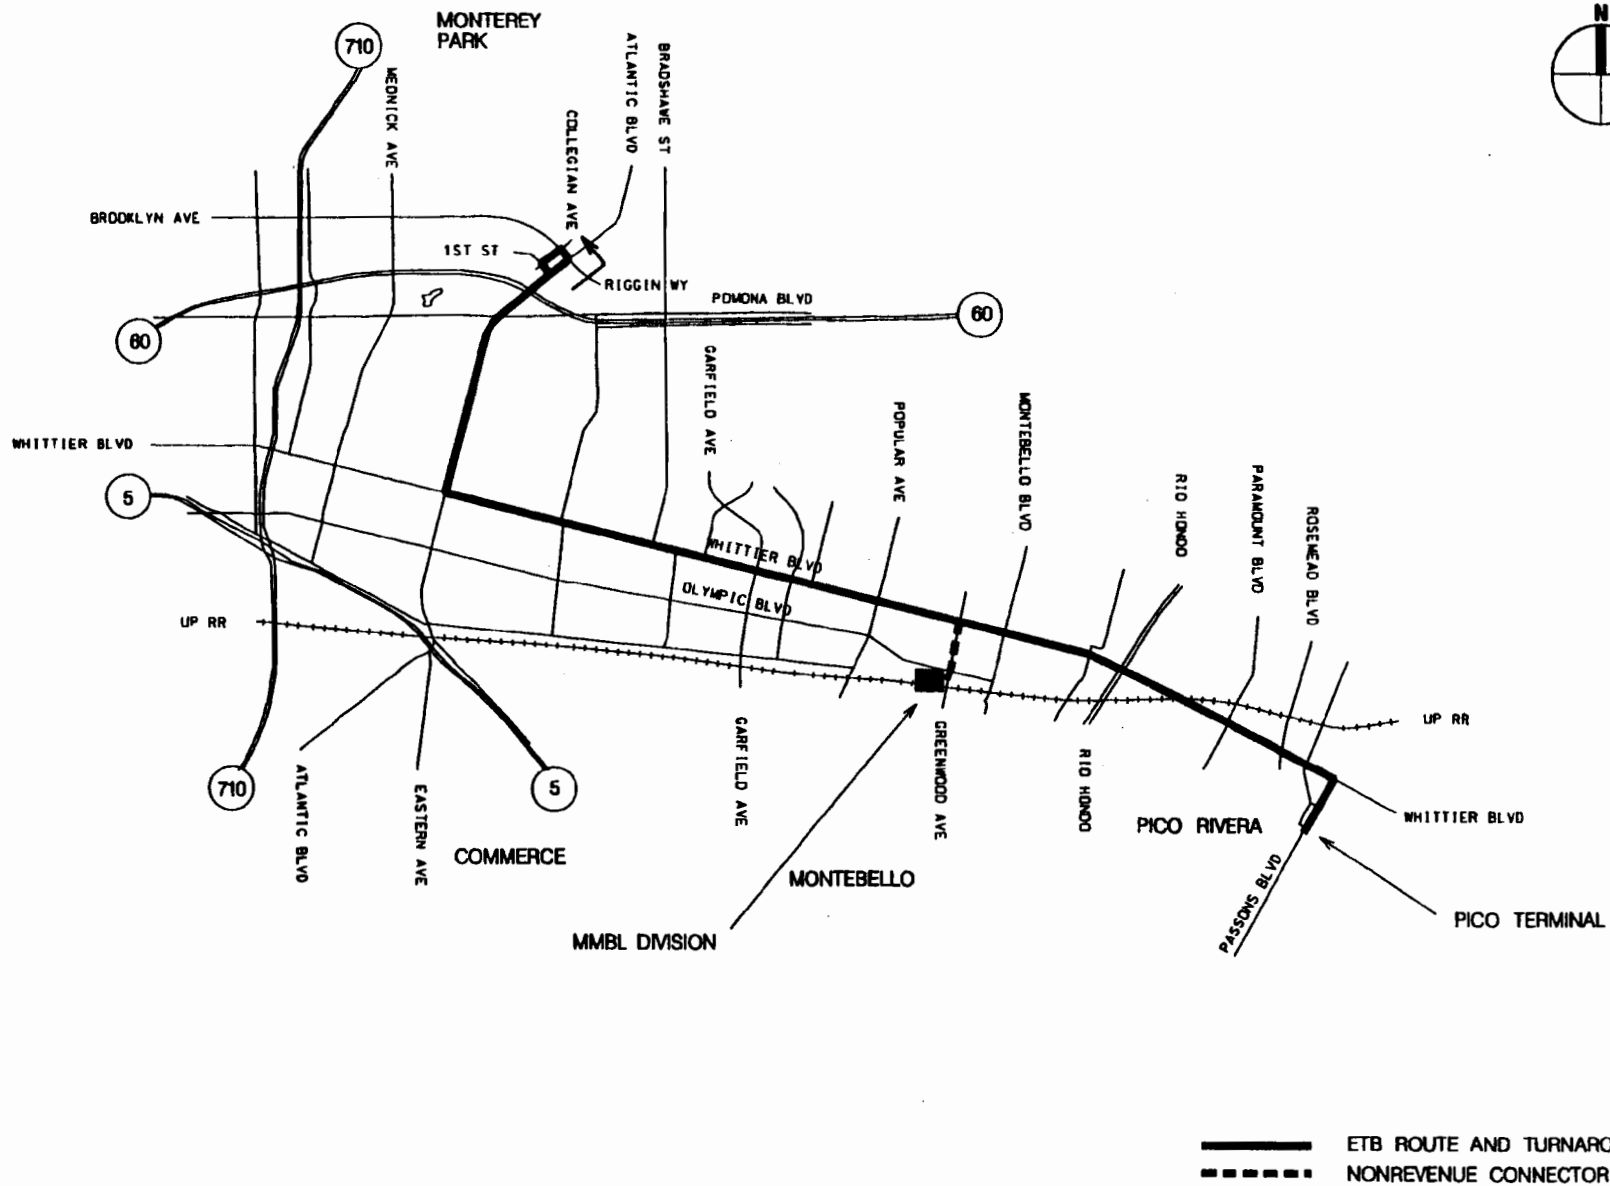 N
MONTEREY
PARK
710
MEDNICK AVE
COLLEGIAN AVE
ATLANTIC BLVD
BRADSHAWE ST
BROOKLYN AVE
1ST ST
RIGGIN WY
POMONA BLVD
60
60
GARFIELD AVE
POPULAR AVE
MONTEBELLO BLVD
RIO HONDO
PARAMOUNT BLVD
ROSEMEAD BLVD
WHITTIER BLVD
5
WHITTIER BLVD
OLYMPIC BLVD
UP RR
UP RR
710
ATLANTIC BLVD
EASTERN AVE
5
GARFIELD AVE
GREENWOOD AVE
RIO HONDO
PICO RIVERA
WHITTIER BLVD
COMMERCE
MONTEBELLO
PASSONS BLVD
PICO TERMINAL
MMBL DIVISION
ETB ROUTE AND TURNARO
NONREVENUE CONNECTOR